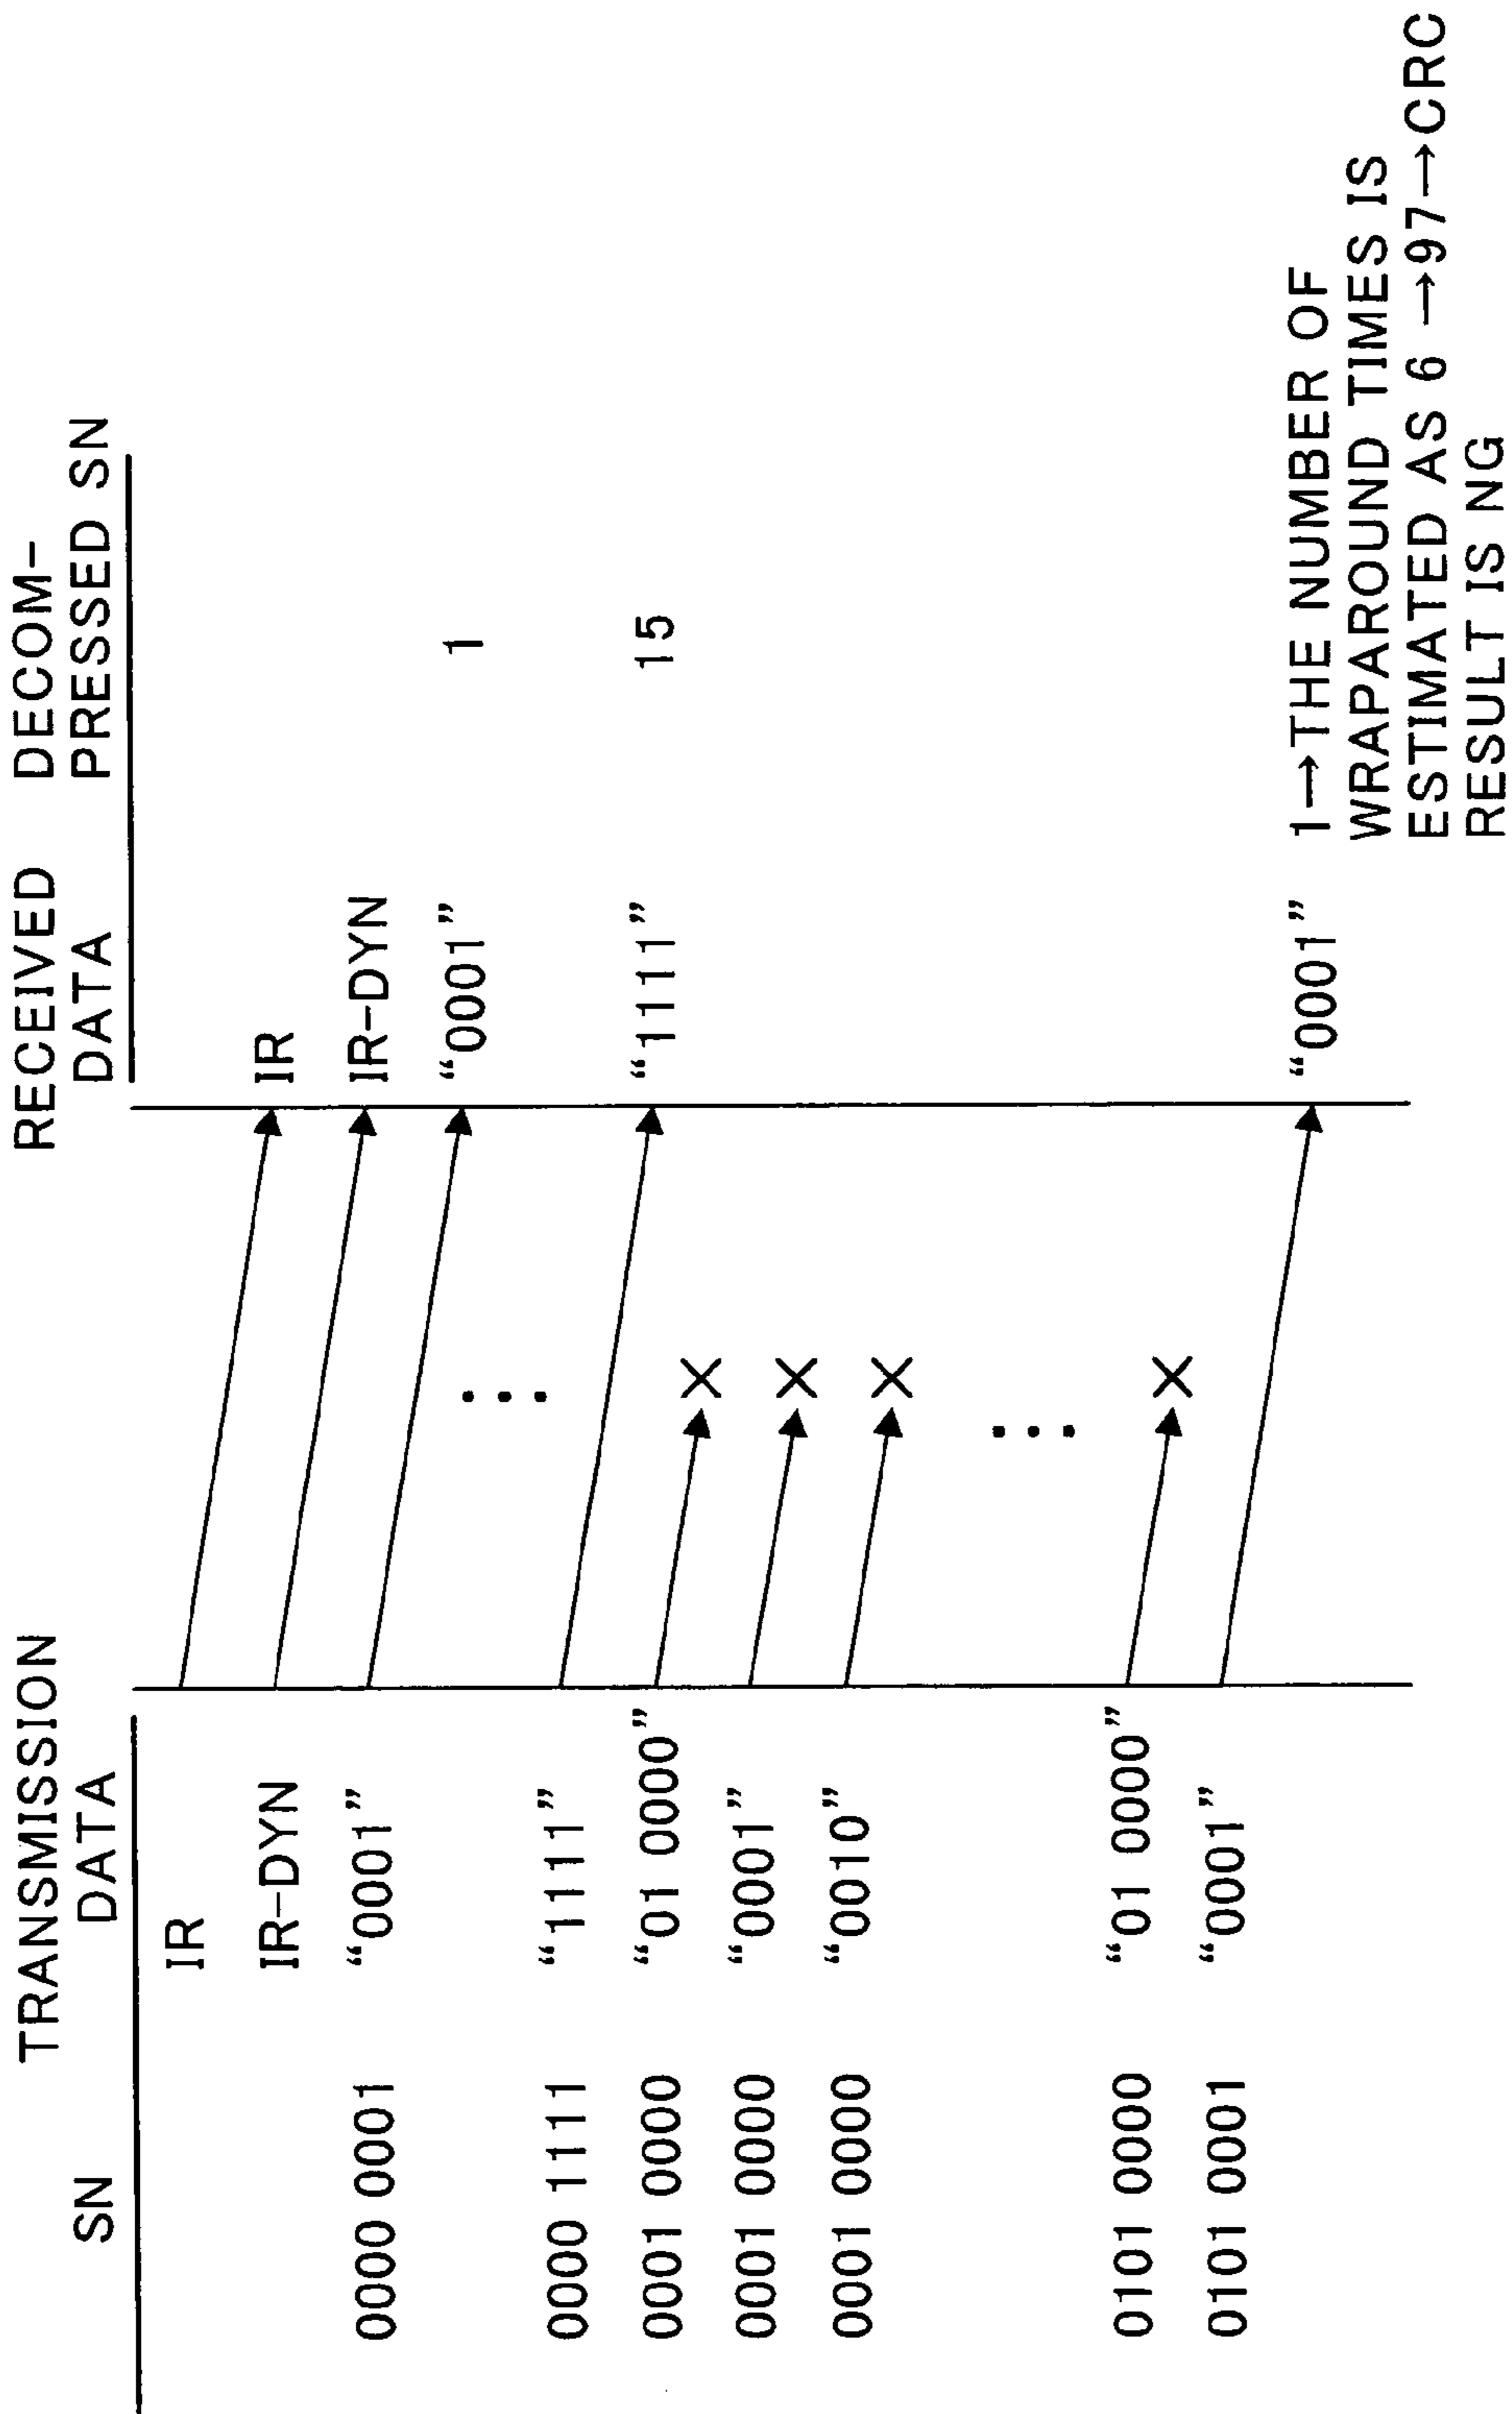 SN TRANSMISSION DATA RECEIVED DATA DECOM-PRESSED SN
IR IR
IR-DYN IR-DYN
0000 0001 “0001” “0001” 1
0000 1111 “1111” “1111” 15
0001 0000 “01 0000”
0001 0000 “0001”
0001 0000 “0010”
0101 0000 “01 0000”
0101 0001 “0001” “0001” 1→THE NUMBER OF
WRAPAROUND TIMES IS
ESTIMATED AS 6 →97→CRC
RESULT IS NG